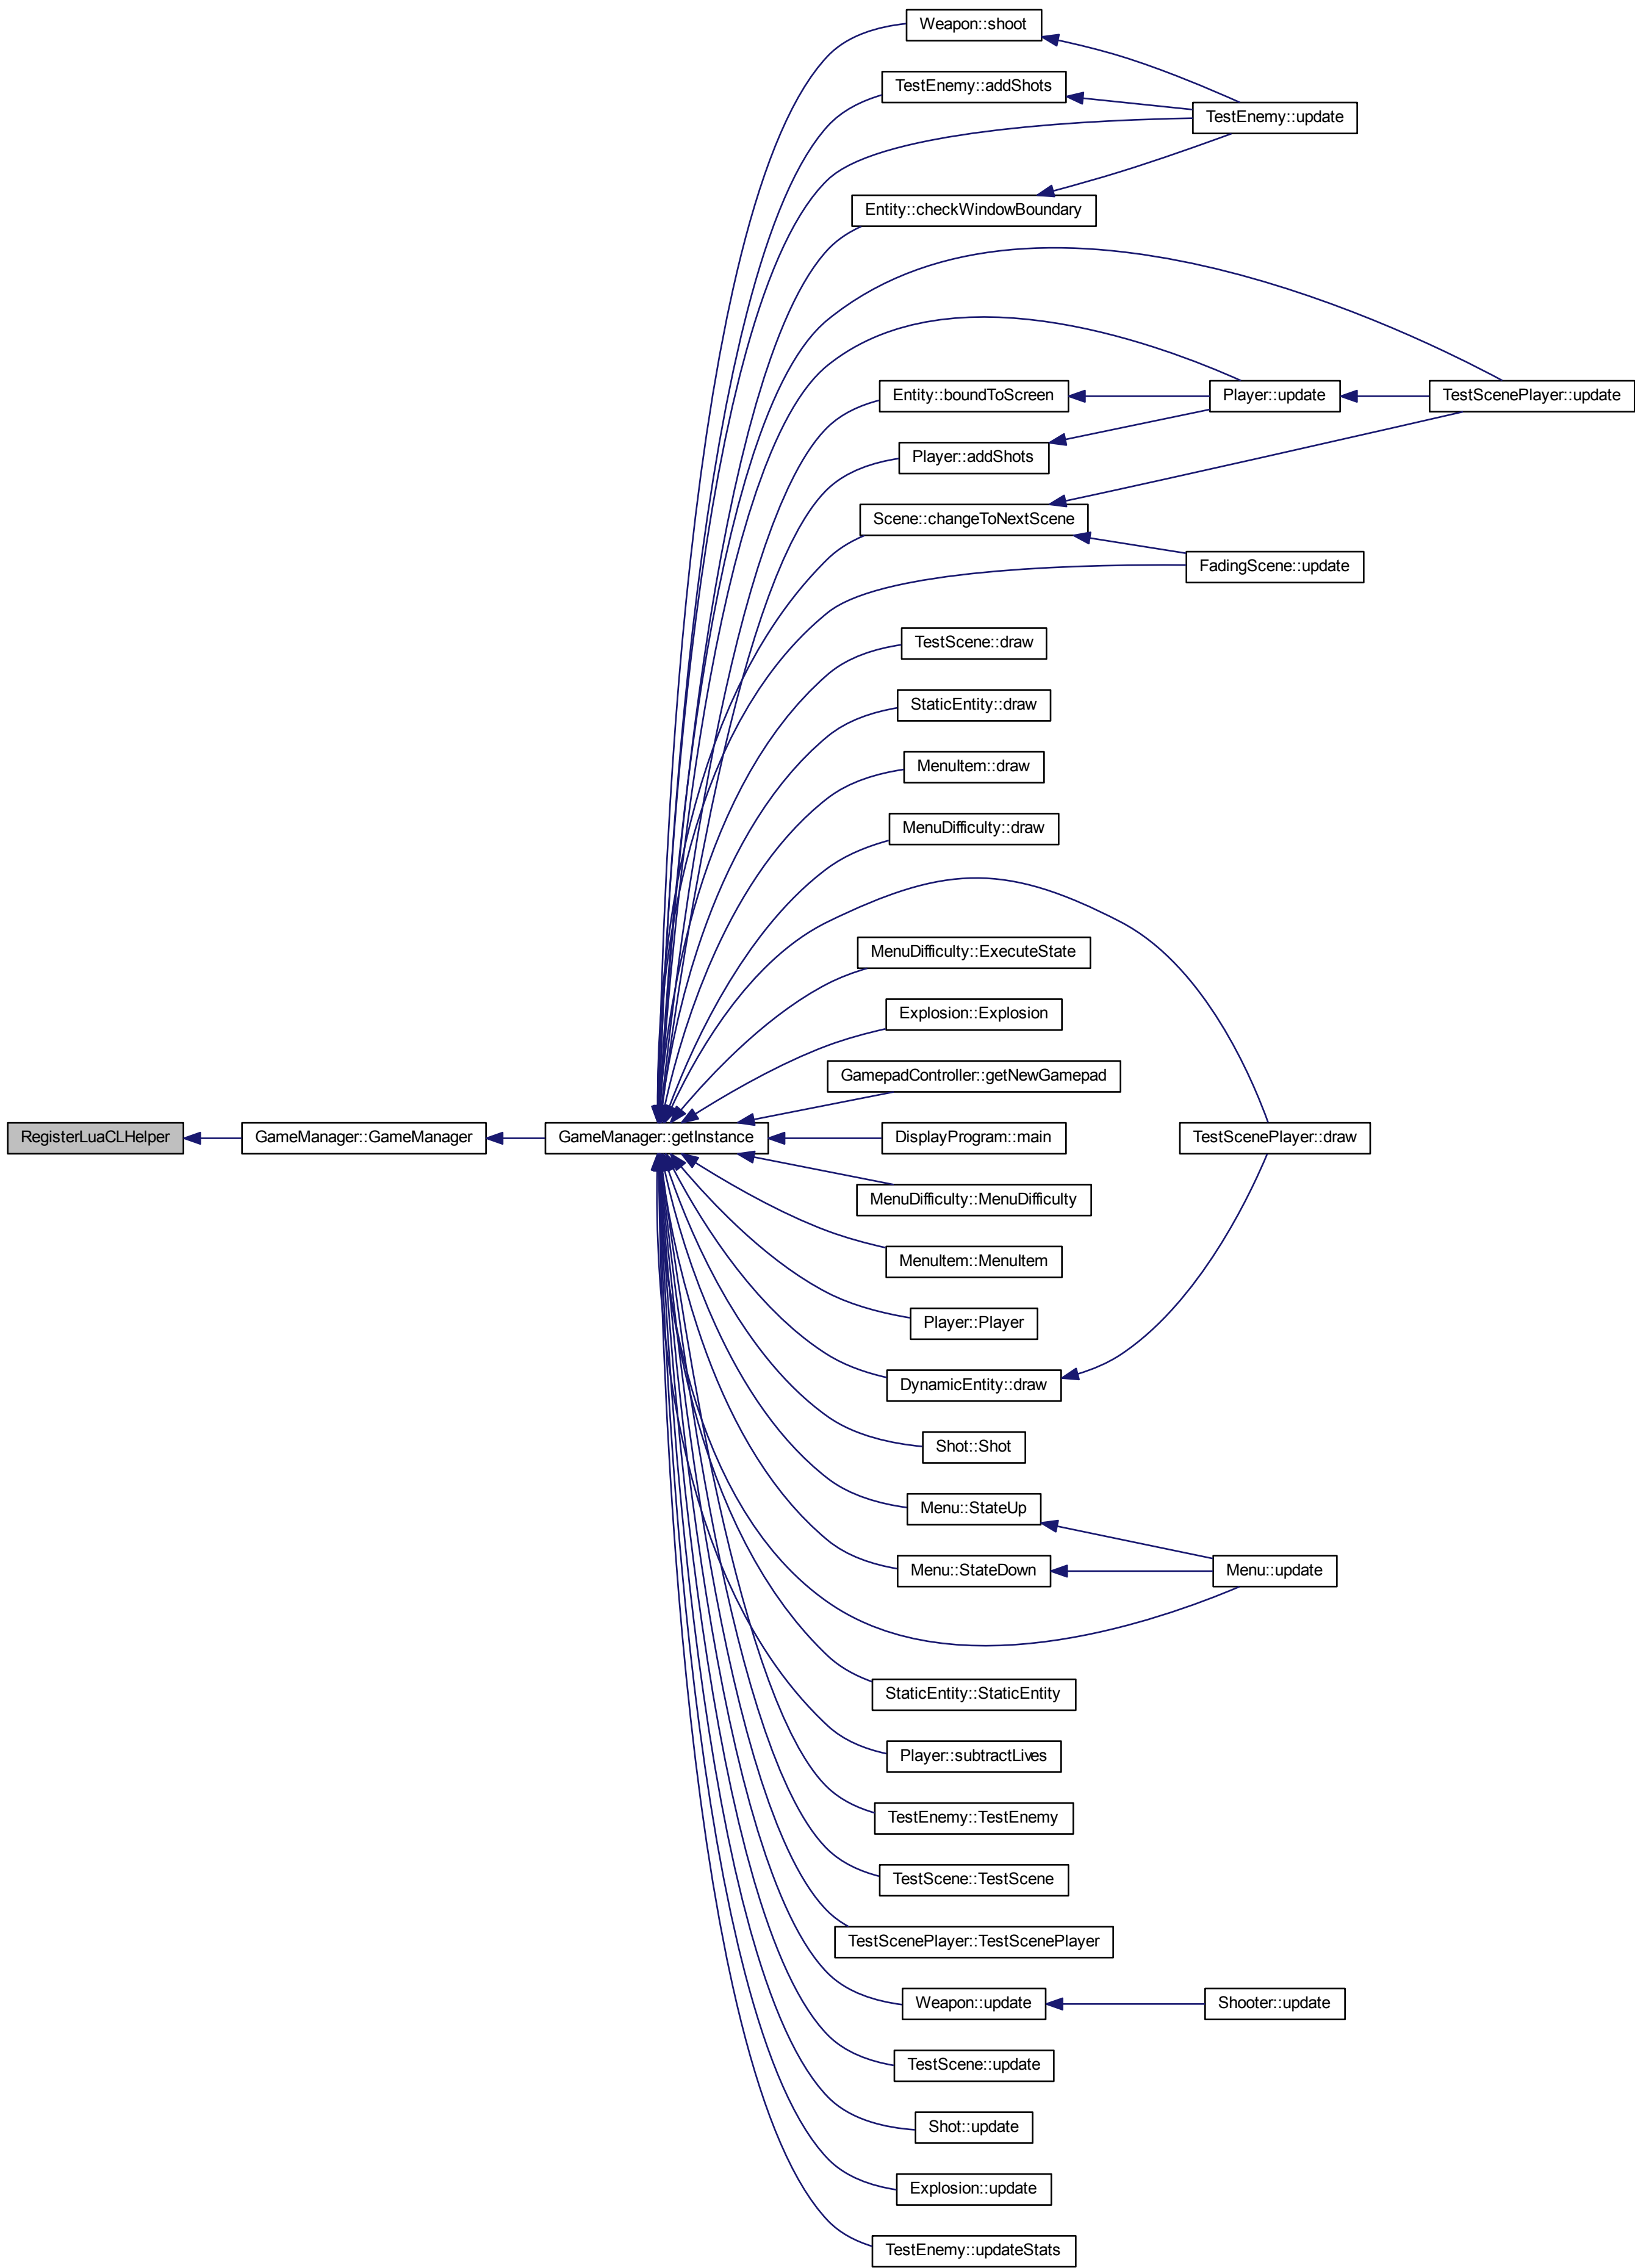 Weapon::shoot
TestEnemy::addShots
TestEnemy::update
Entity::checkWindowBoundary
Entity::boundToScreen
Player::update
TestScenePlayer::update
Player::addShots
Scene::changeToNextScene
FadingScene::update
TestScene::draw
StaticEntity::draw
MenuItem::draw
MenuDifficulty::draw
MenuDifficulty::ExecuteState
Explosion::Explosion
GamepadController::getNewGamepad
RegisterLuaCLHelper
GameManager::GameManager
GameManager::getInstance
DisplayProgram::main
TestScenePlayer::draw
MenuDifficulty::MenuDifficulty
MenuItem::MenuItem
Player::Player
DynamicEntity::draw
Shot::Shot
Menu::StateUp
Menu::StateDown
Menu::update
StaticEntity::StaticEntity
Player::subtractLives
TestEnemy::TestEnemy
TestScene::TestScene
TestScenePlayer::TestScenePlayer
Weapon::update
Shooter::update
TestScene::update
Shot::update
Explosion::update
TestEnemy::updateStats